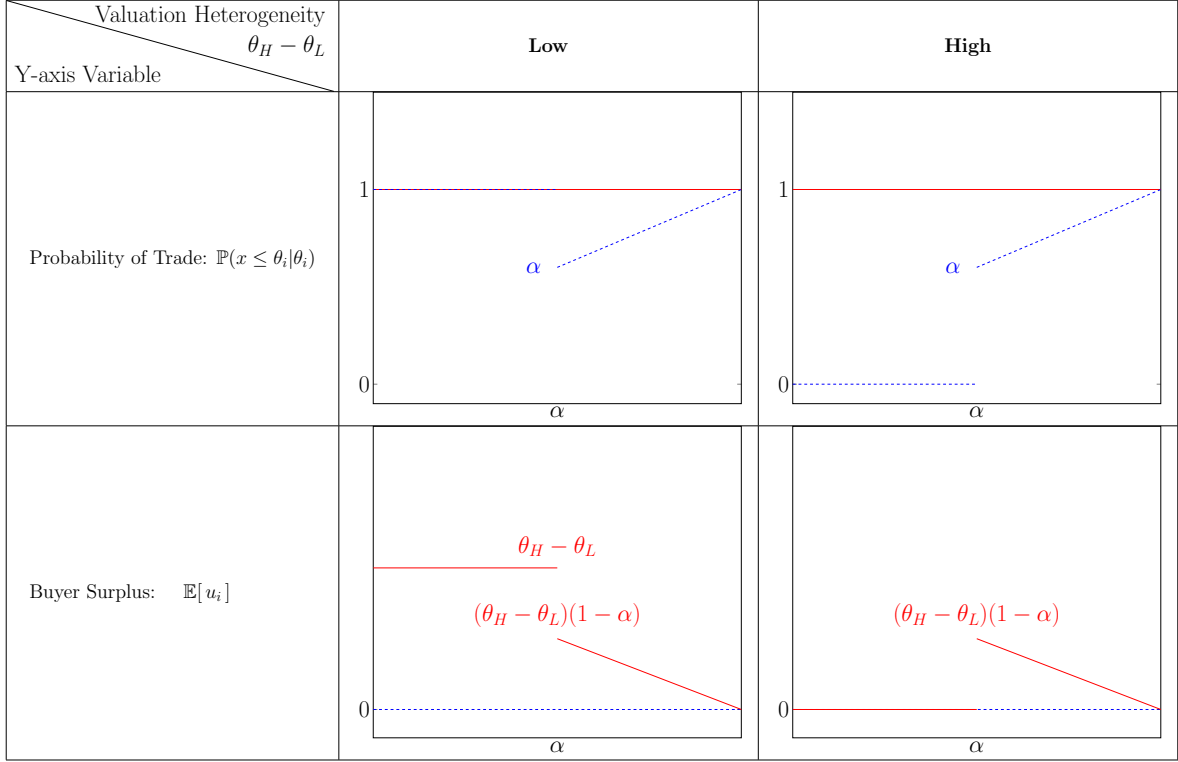 Valuation Heterogeneity
θ_H − θ_L
Y-axis Variable
Low
High
Probability of Trade: ℙ(x ≤ θ_i|θ_i)
1
α
0
α
1
α
0
α
Buyer Surplus: 𝔼[ u_i ]
θ_H − θ_L
(θ_H − θ_L)(1 − α)
0
α
(θ_H − θ_L)(1 − α)
0
α